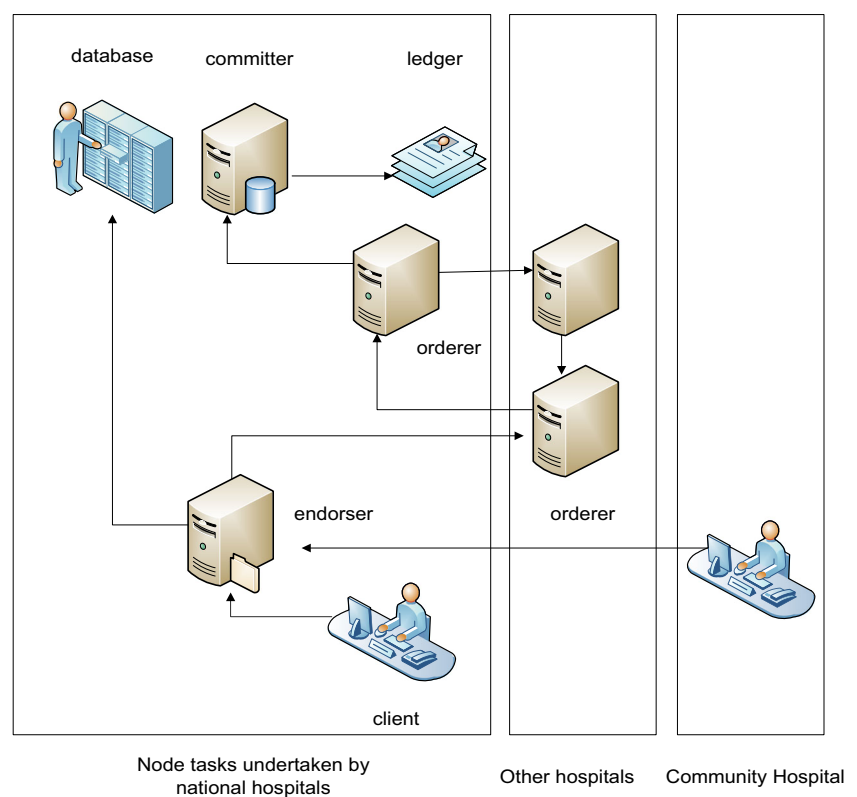 database
committer
ledger
orderer
endorser
orderer
client
Node tasks undertaken by
national hospitals
Other hospitals
Community Hospital